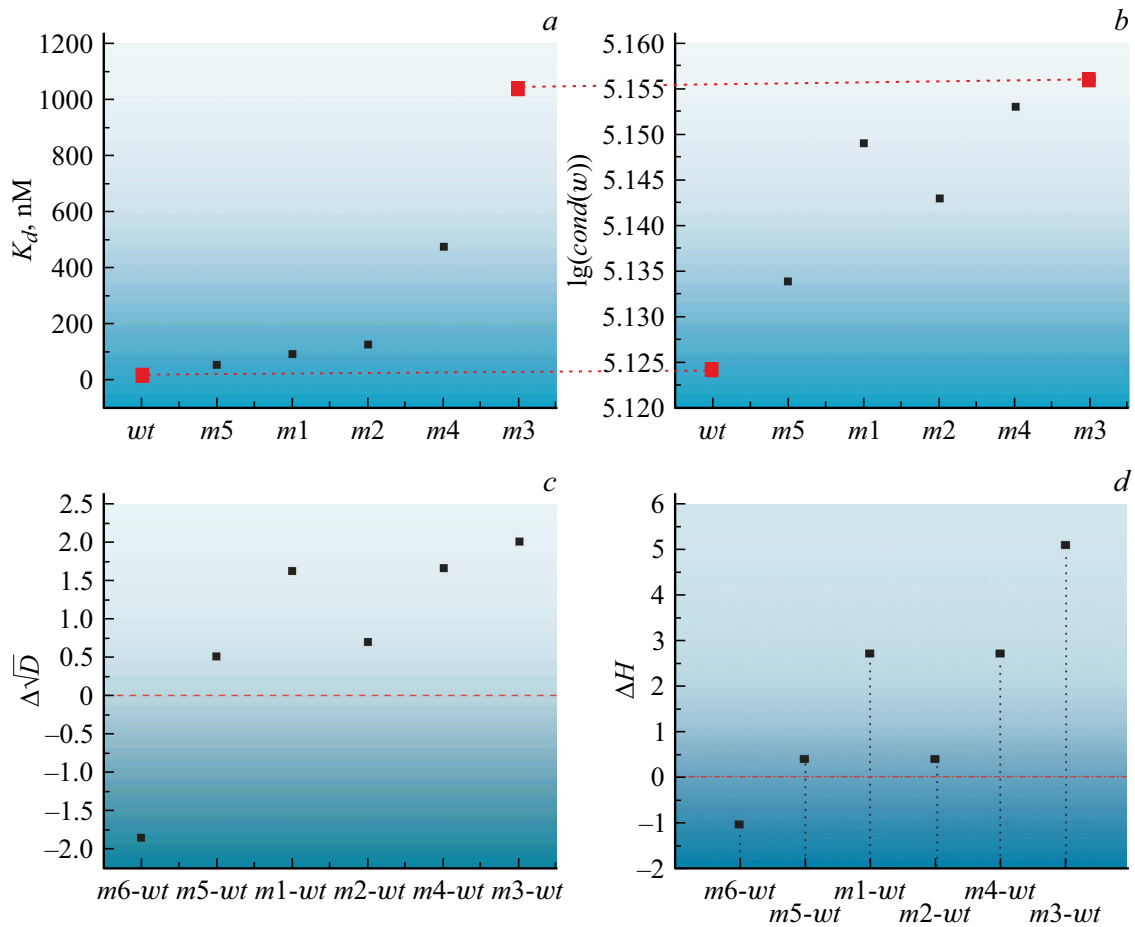 a
1200
1000
800
600
400
200
0
K_d, nM
wt m5 m1 m2 m4 m3
b
5.160
5.155
5.150
5.145
5.140
5.135
5.130
5.125
5.120
lg(cond(w))
wt m5 m1 m2 m4 m3
c
2.5
2.0
1.5
1.0
0.5
0
–0.5
–1.0
–1.5
–2.0
Δ√D
m6-wt m5-wt m1-wt m2-wt m4-wt m3-wt
d
6
5
4
3
2
1
0
–1
–2
ΔH
m6-wt m1-wt m4-wt
m5-wt m2-wt m3-wt